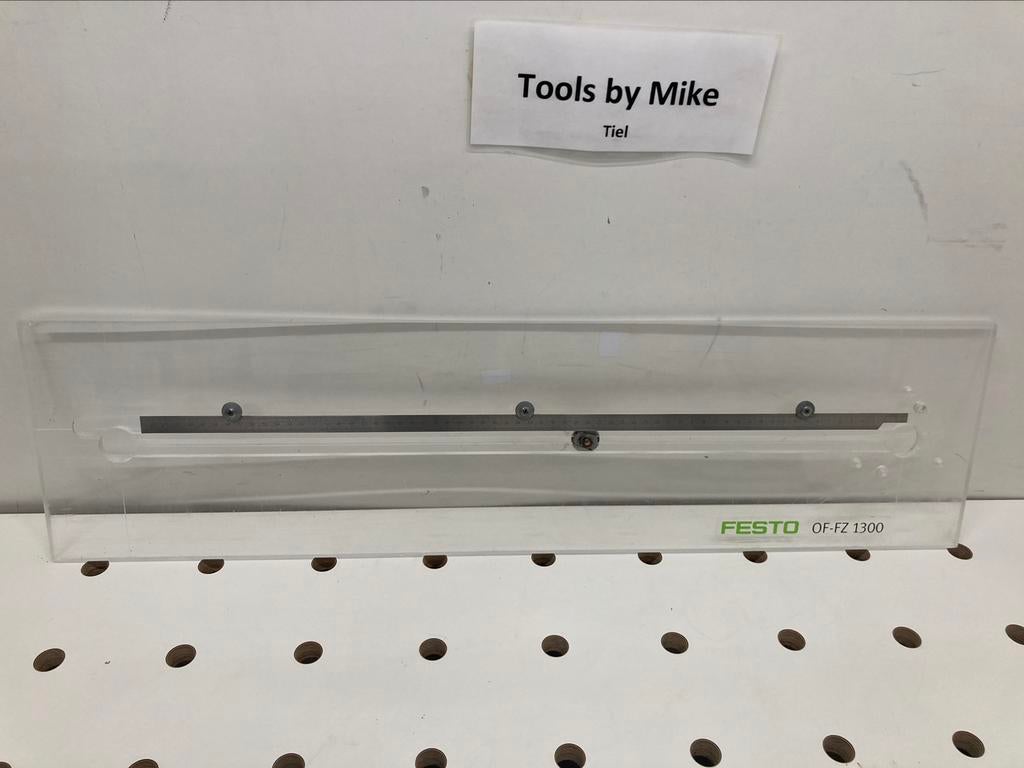 Tools by Mike
Tiel
FESTO OF-FZ 1300